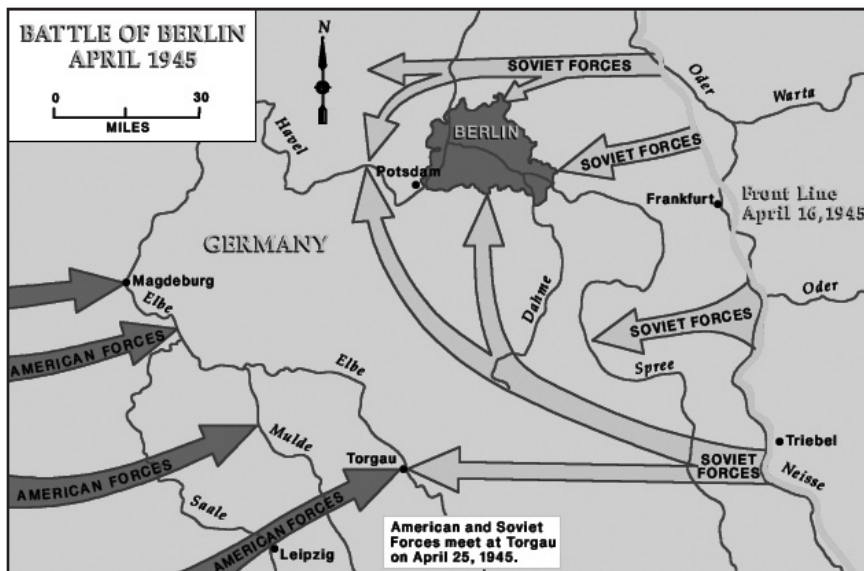 BATTLE OF BERLIN
APRIL 1945
0 30
MILES
N
SOVIET FORCES
Oder
Warta
Havel
BERLIN
SOVIET FORCES
Potsdam
Frankfurt
Front Line
April 16, 1945
GERMANY
Magdeburg
Elbe
Dahme
Oder
SOVIET FORCES
AMERICAN FORCES
Elbe
Spree
Mulde
Triebel
Torgau
SOVIET
FORCES
Neisse
AMERICAN FORCES
Saale
AMERICAN FORCES
Leipzig
American and Soviet
Forces meet at Torgau
on April 25, 1945.